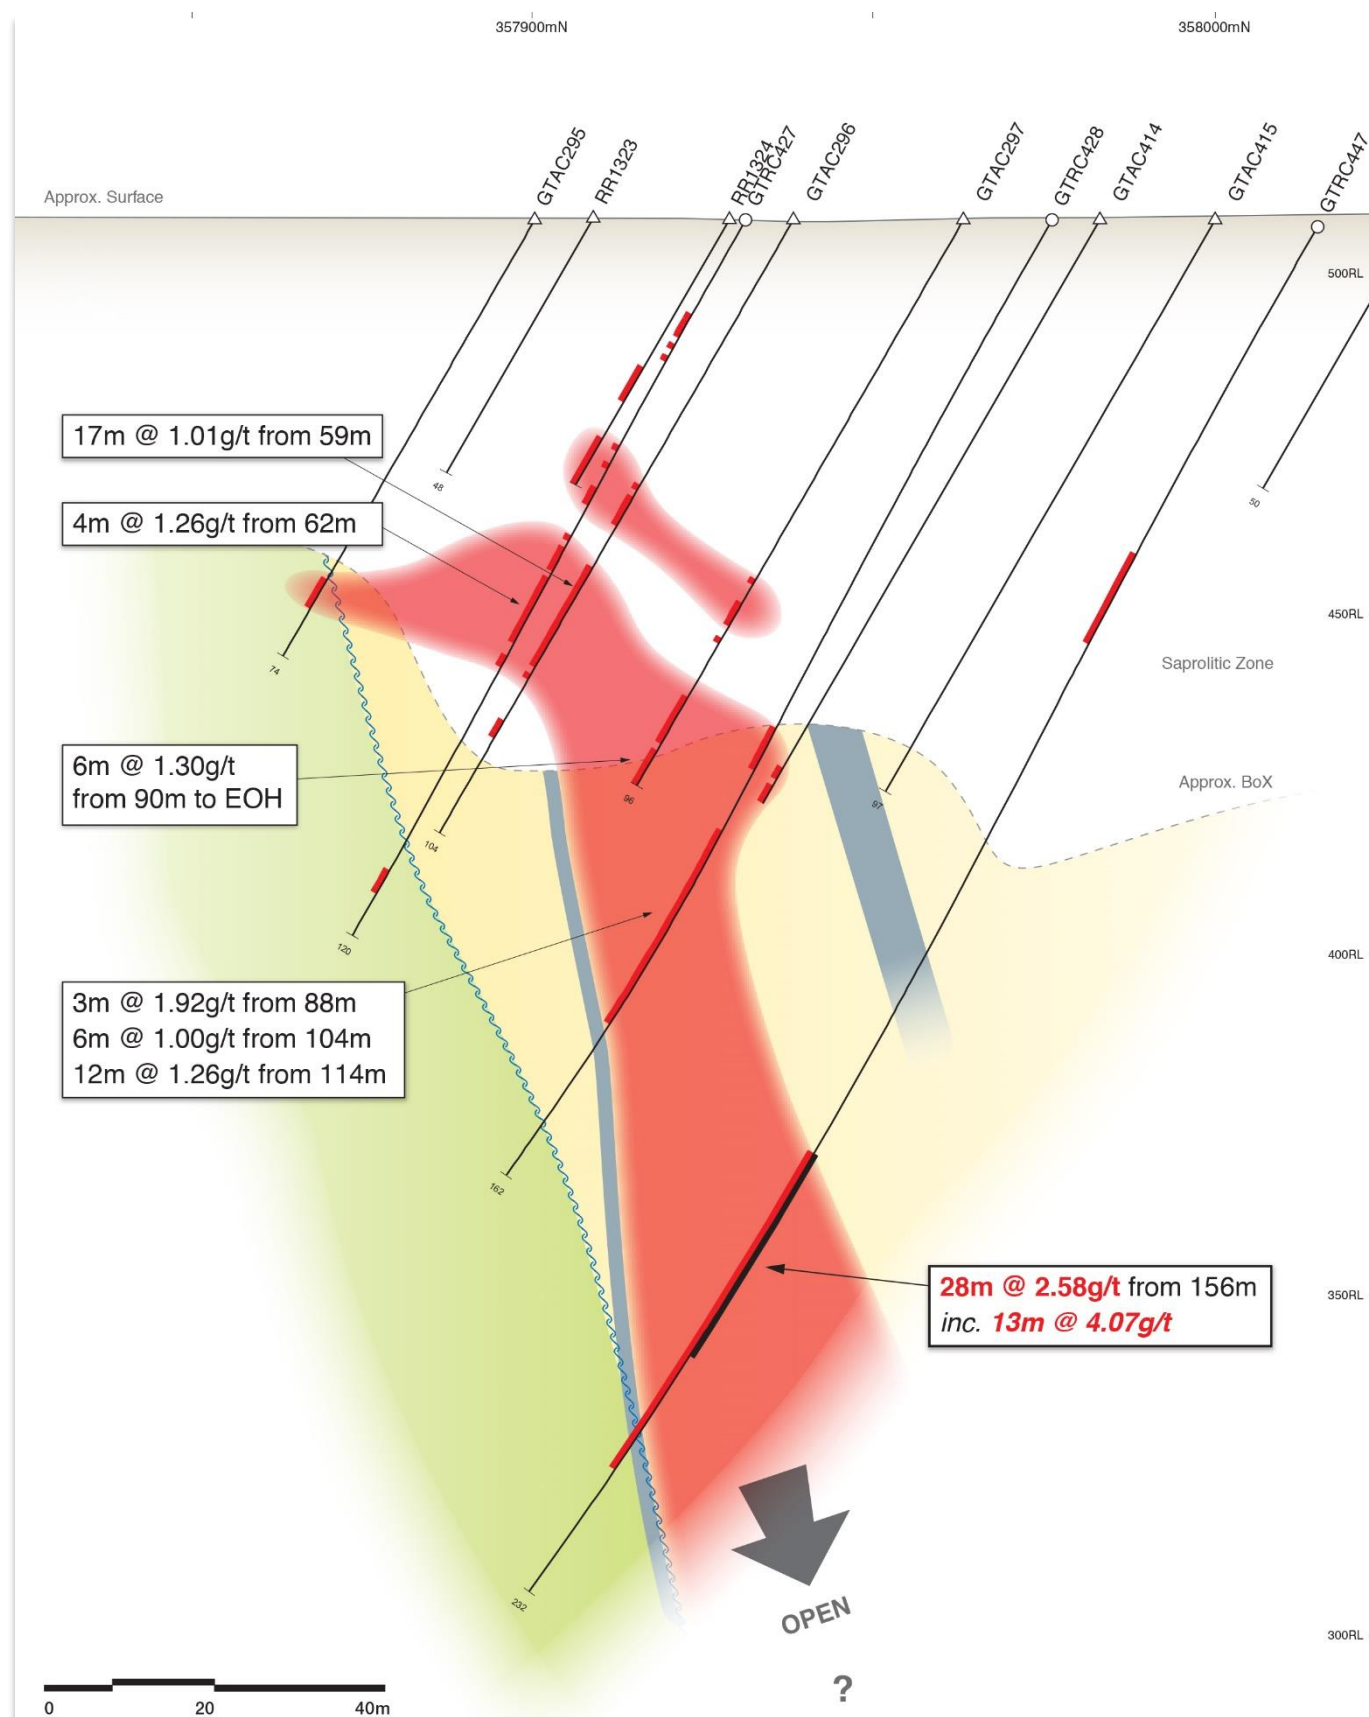 357900mN
358000mN
GTAC295
RR1323
RR1324
GTRC427
GTAC296
GTAC297
GTRC428
GTAC414
GTAC415
GTRC447
Approx. Surface
500RL
17m @ 1.01g/t from 59m
48
50
4m @ 1.26g/t from 62m
450RL
74
Saprolitic Zone
6m @ 1.30g/t
from 90m to EOH
Approx. BoX
96
97
104
120
400RL
3m @ 1.92g/t from 88m
6m @ 1.00g/t from 104m
12m @ 1.26g/t from 114m
162
28m @ 2.58g/t from 156m
inc. 13m @ 4.07g/t
350RL
232
OPEN
300RL
?
0 20 40m